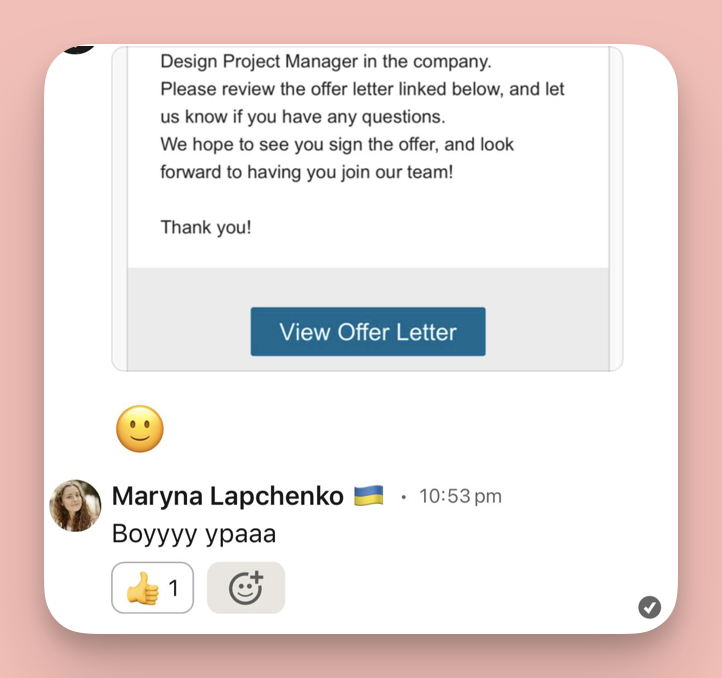 Design Project Manager in the company.
Please review the offer letter linked below, and let
us know if you have any questions.
We hope to see you sign the offer, and look
forward to having you join our team!
Thank you!
View Offer Letter
🙂
Maryna Lapchenko 🇺🇦 · 10:53 pm
Воуууу ураaa
👍 1